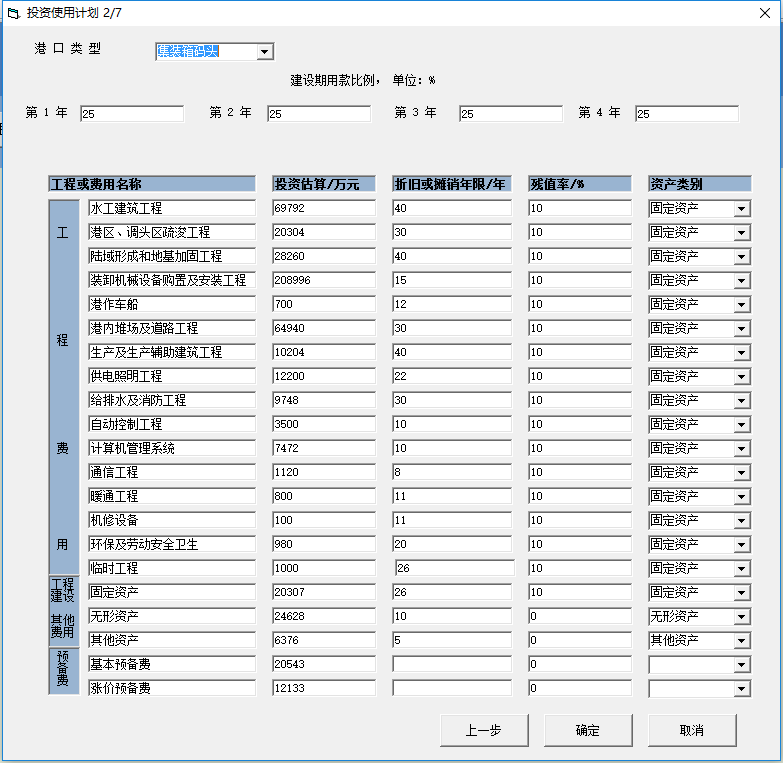 投资使用计划 2/7
港 口 类 型 集装箱码头
建设期用款比例， 单位：%
第 1 年 25 第 2 年 25 第 3 年 25 第 4 年 25
工程或费用名称 投资估算/万元 折旧或摊销年限/年 残值率/% 资产类别
水工建筑工程 69792 40 10 固定资产
工 港区、调头区疏浚工程 20304 30 10 固定资产
陆域形成和地基加固工程 28260 40 10 固定资产
装卸机械设备购置及安装工程 208996 15 10 固定资产
港作车船 700 12 10 固定资产
港内堆场及道路工程 64940 30 10 固定资产
程 生产及生产辅助建筑工程 10204 40 10 固定资产
供电照明工程 12200 22 10 固定资产
给排水及消防工程 9748 30 10 固定资产
自动控制工程 3500 10 10 固定资产
费 计算机管理系统 7472 10 10 固定资产
通信工程 1120 8 10 固定资产
暖通工程 800 11 10 固定资产
机修设备 100 11 10 固定资产
用 环保及劳动安全卫生 980 20 10 固定资产
临时工程 1000 26 10 固定资产
工程建设 固定资产 20307 26 10 固定资产
其他费用 无形资产 24628 10 0 无形资产
其他资产 6376 5 0 其他资产
预备费 基本预备费 20543 0
涨价预备费 12133 0
上一步 确定 取消